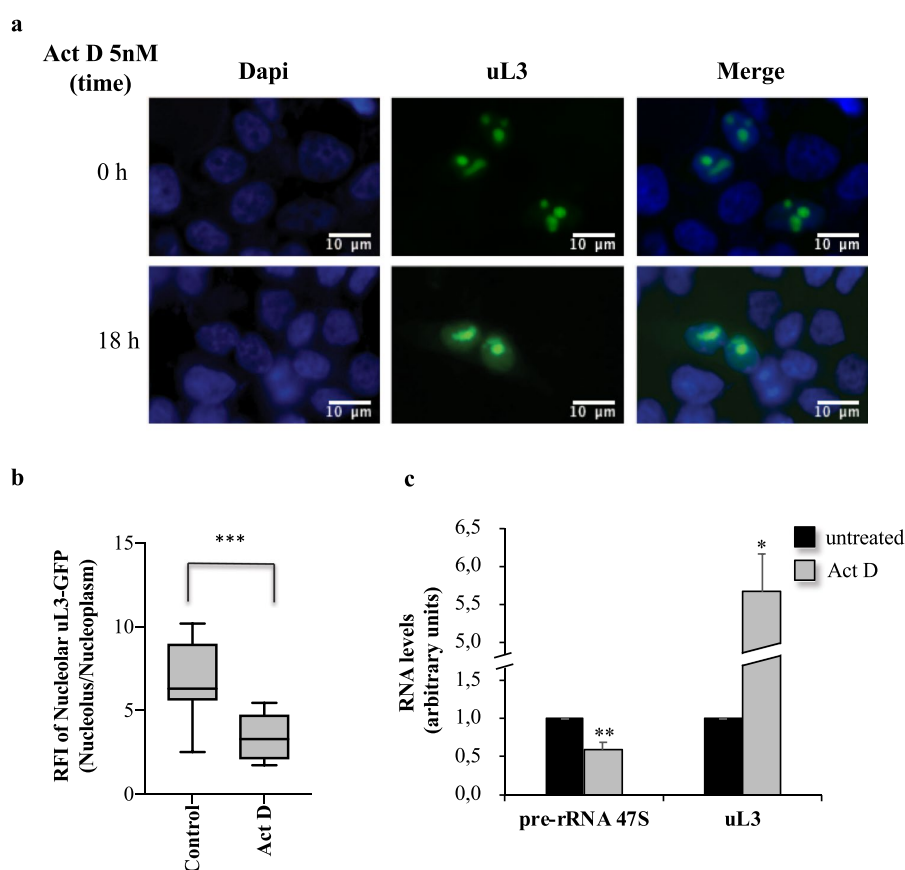 a
Act D 5nM
(time)
Dapi
uL3
Merge
0 h
10 µm
10 µm
10 µm
18 h
10 µm
10 µm
10 µm
b
RFI of Nucleolar uL3-GFP
(Nucleolus/Nucleoplasm)
15
10
5
0
***
Control
Act D
c
RNA levels
(arbitrary units)
6,5
6,0
5,5
5,0
1,5
1,0
0,5
0,0
**
*
pre-rRNA 47S
uL3
untreated
Act D